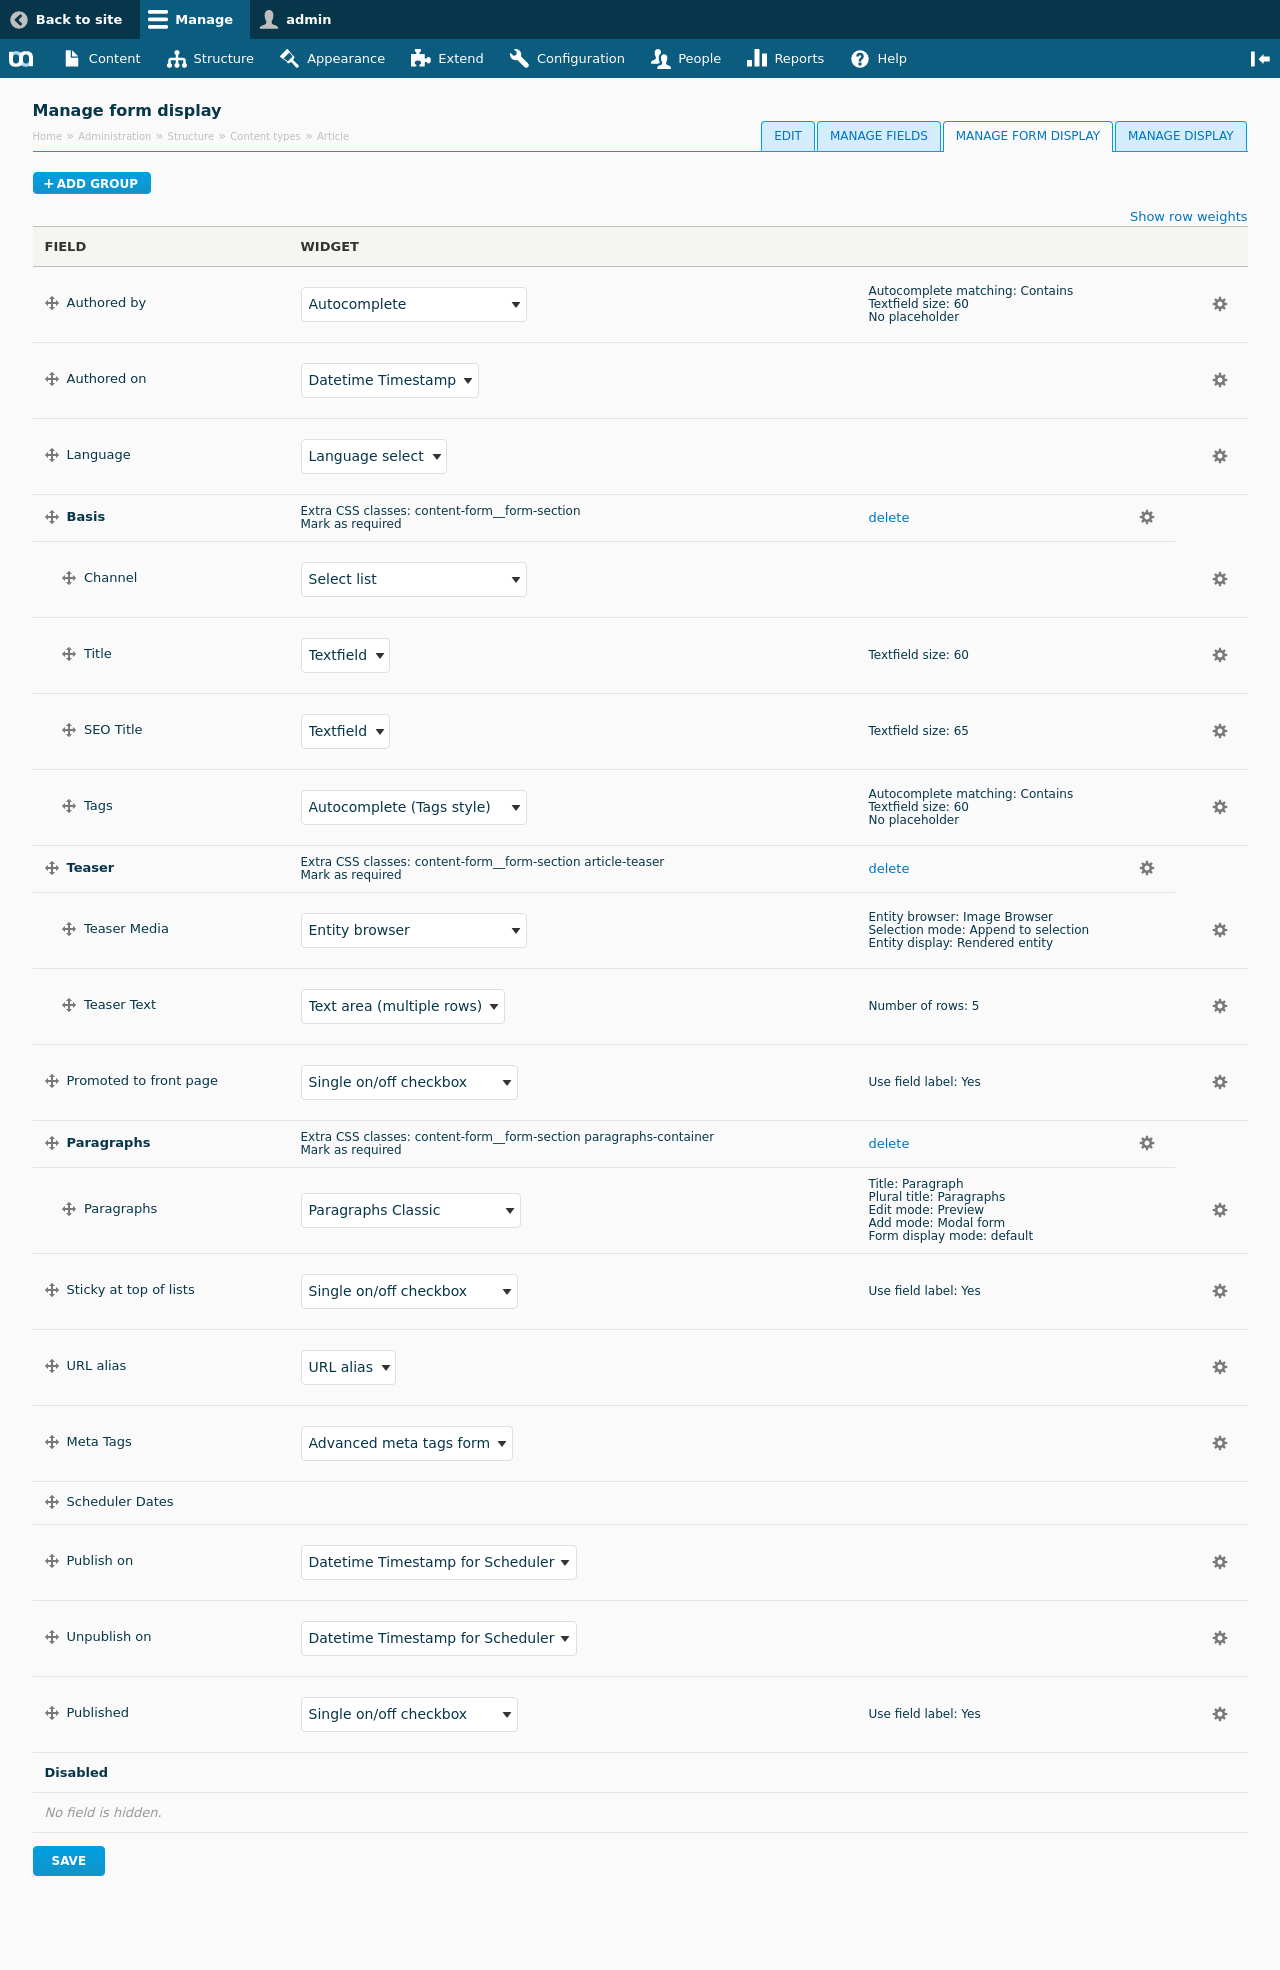 Back to site Manage admin
Content Structure Appearance Extend Configuration People Reports Help
Manage form display
Home » Administration » Structure » Content types » Article
EDIT MANAGE FIELDS MANAGE FORM DISPLAY MANAGE DISPLAY
+ ADD GROUP
Show row weights
FIELD WIDGET
Authored by Autocomplete
Autocomplete matching: Contains
Textfield size: 60
No placeholder
Authored on Datetime Timestamp
Language Language select
Basis
Extra CSS classes: content-form__form-section
Mark as required
delete
Channel Select list
Title Textfield Textfield size: 60
SEO Title Textfield Textfield size: 65
Tags Autocomplete (Tags style)
Autocomplete matching: Contains
Textfield size: 60
No placeholder
Teaser
Extra CSS classes: content-form__form-section article-teaser
Mark as required
delete
Teaser Media Entity browser
Entity browser: Image Browser
Selection mode: Append to selection
Entity display: Rendered entity
Teaser Text Text area (multiple rows) Number of rows: 5
Promoted to front page Single on/off checkbox Use field label: Yes
Paragraphs
Extra CSS classes: content-form__form-section paragraphs-container
Mark as required
delete
Paragraphs Paragraphs Classic
Title: Paragraph
Plural title: Paragraphs
Edit mode: Preview
Add mode: Modal form
Form display mode: default
Sticky at top of lists Single on/off checkbox Use field label: Yes
URL alias URL alias
Meta Tags Advanced meta tags form
Scheduler Dates
Publish on Datetime Timestamp for Scheduler
Unpublish on Datetime Timestamp for Scheduler
Published Single on/off checkbox Use field label: Yes
Disabled
No field is hidden.
SAVE